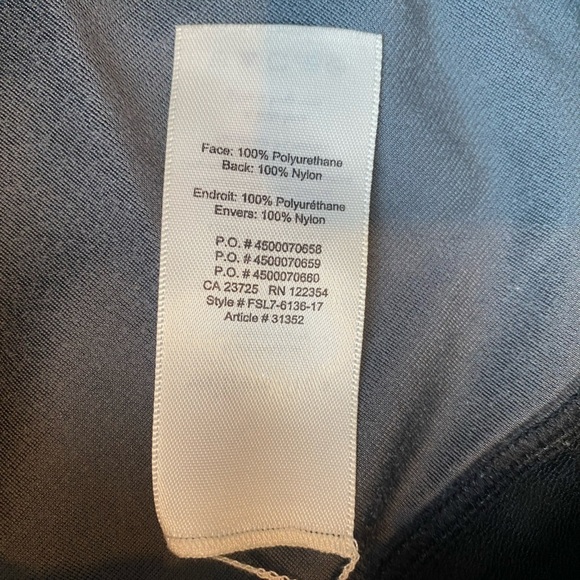 Face: 100% Polyurethane
Back: 100% Nylon
Endroit: 100% Polyuréthane
Envers: 100% Nylon
P.O. # 4500070658
P.O. # 4500070659
P.O. # 4500070660
CA 23725 RN 122354
Style # FSL7-6136-17
Article # 31352